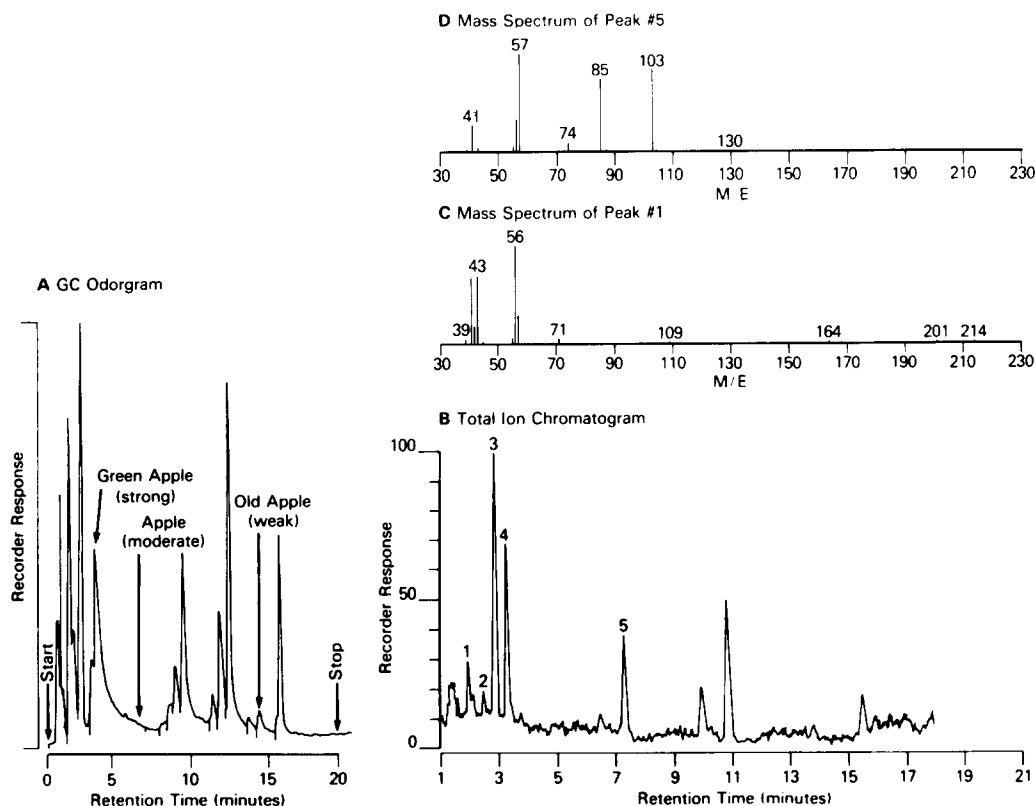 D Mass Spectrum of Peak #5
57
103
85
41
74
130
30 50 70 90 110 130 150 170 190 210 230
M E
C Mass Spectrum of Peak #1
56
43
39 71 109 164 201 214
30 50 70 90 110 130 150 170 190 210 230
M/E
A GC Odorgram
Recorder Response
Start
Green Apple
(strong)
Apple
(moderate)
Old Apple
(weak)
Stop
0 5 10 15 20
Retention Time (minutes)
B Total Ion Chromatogram
Recorder Response
100
50
0
1
2
3
4
5
1 3 5 7 9 11 13 15 17 19 21
Retention Time (minutes)